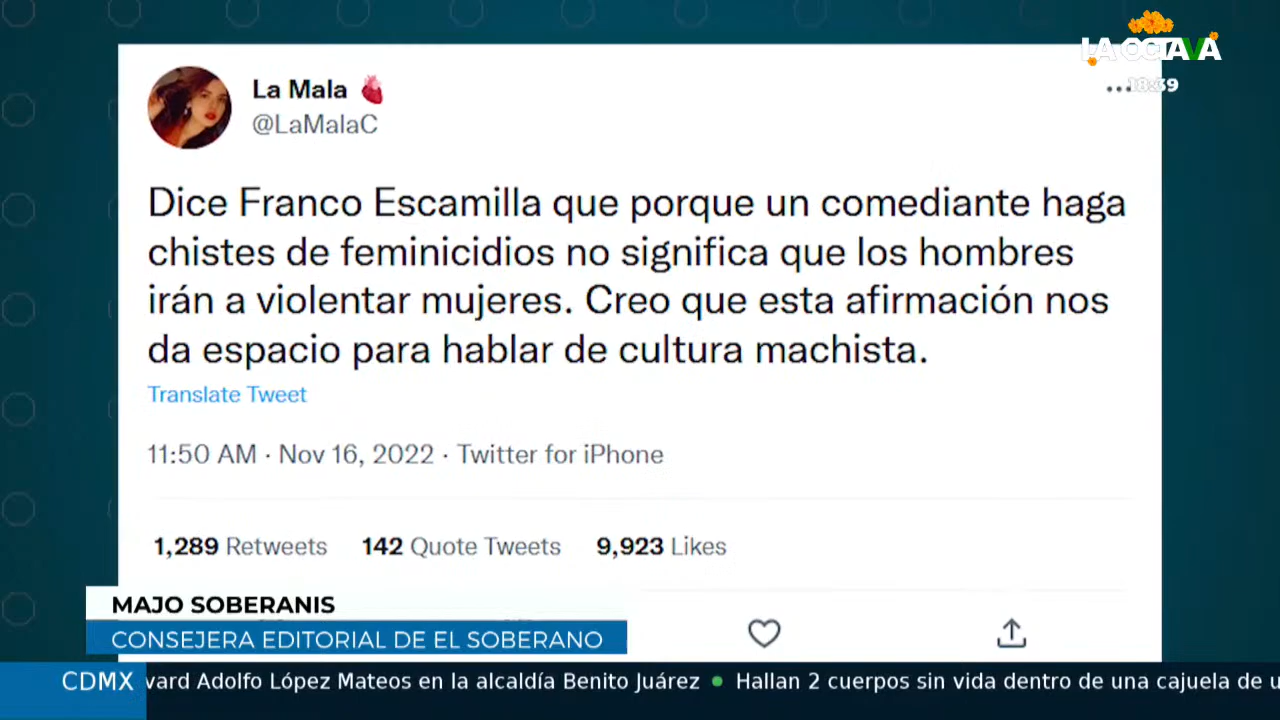 LA OCTAVA
18:39
La Mala
@LaMalaC
Dice Franco Escamilla que porque un comediante haga
chistes de feminicidios no significa que los hombres
irán a violentar mujeres. Creo que esta afirmación nos
da espacio para hablar de cultura machista.
Translate Tweet
11:50 AM · Nov 16, 2022 · Twitter for iPhone
1,289 Retweets 142 Quote Tweets 9,923 Likes
MAJO SOBERANIS
CONSEJERA EDITORIAL DE EL SOBERANO
CDMX vard Adolfo López Mateos en la alcaldía Benito Juárez • Hallan 2 cuerpos sin vida dentro de una cajuela de u